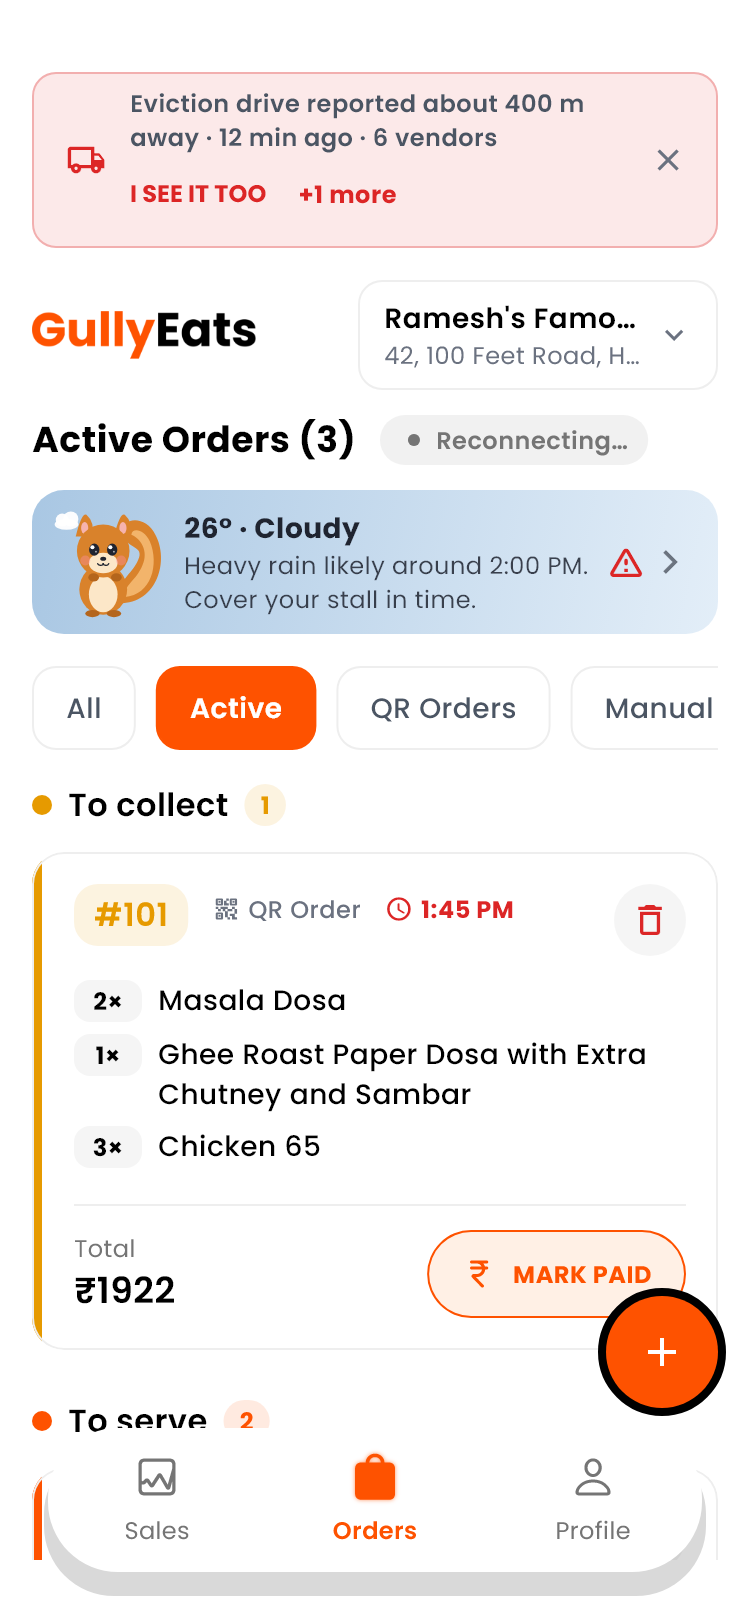 Eviction drive reported about 400 m
away · 12 min ago · 6 vendors
I SEE IT TOO +1 more
GullyEats
Ramesh's Famo...
42, 100 Feet Road, H...
Active Orders (3)
Reconnecting...
26° · Cloudy
Heavy rain likely around 2:00 PM.
Cover your stall in time.
All Active QR Orders Manual
To collect 1
#101 QR Order 1:45 PM
2× Masala Dosa
1× Ghee Roast Paper Dosa with Extra
Chutney and Sambar
3× Chicken 65
Total
₹1922
₹ MARK PAID
To serve 2
Sales Orders Profile